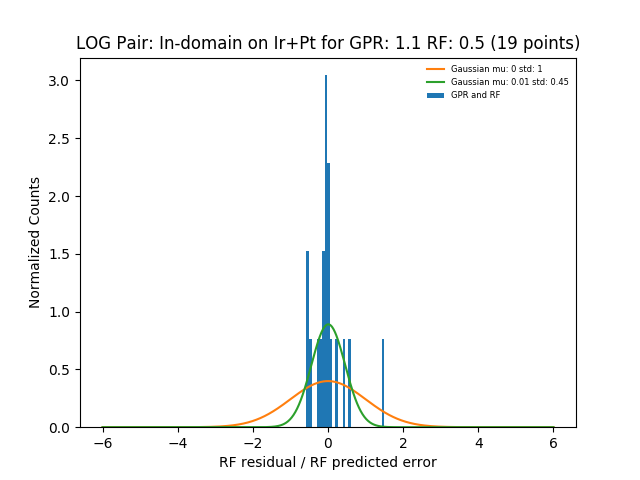 LOG Pair: In-domain on Ir+Pt for GPR: 1.1 RF: 0.5 (19 points)
Gaussian mu: 0 std: 1
Gaussian mu: 0.01 std: 0.45
GPR and RF
Normalized Counts
3.0
2.5
2.0
1.5
1.0
0.5
0.0
−6 −4 −2 0 2 4 6
RF residual / RF predicted error